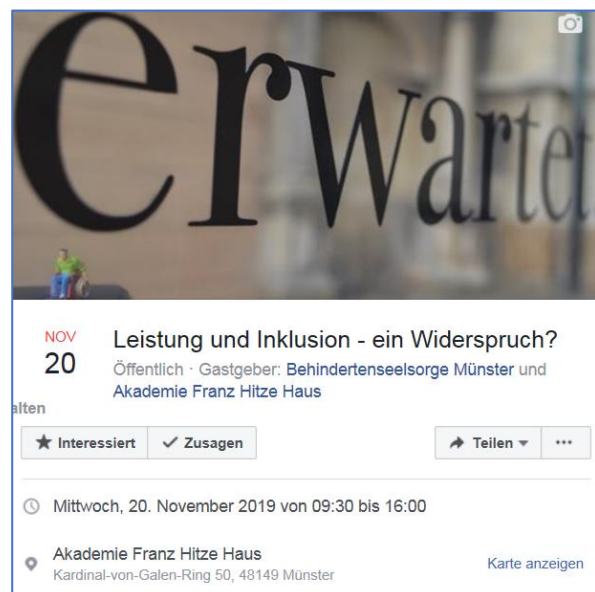 erwartet
NOV
20
Leistung und Inklusion - ein Widerspruch?
Öffentlich · Gastgeber: Behindertenseelsorge Münster und
Akademie Franz Hitze Haus
alten
Interessiert
Zusagen
Teilen
Mittwoch, 20. November 2019 von 09:30 bis 16:00
Akademie Franz Hitze Haus
Karte anzeigen
Kardinal-von-Galen-Ring 50, 48149 Münster